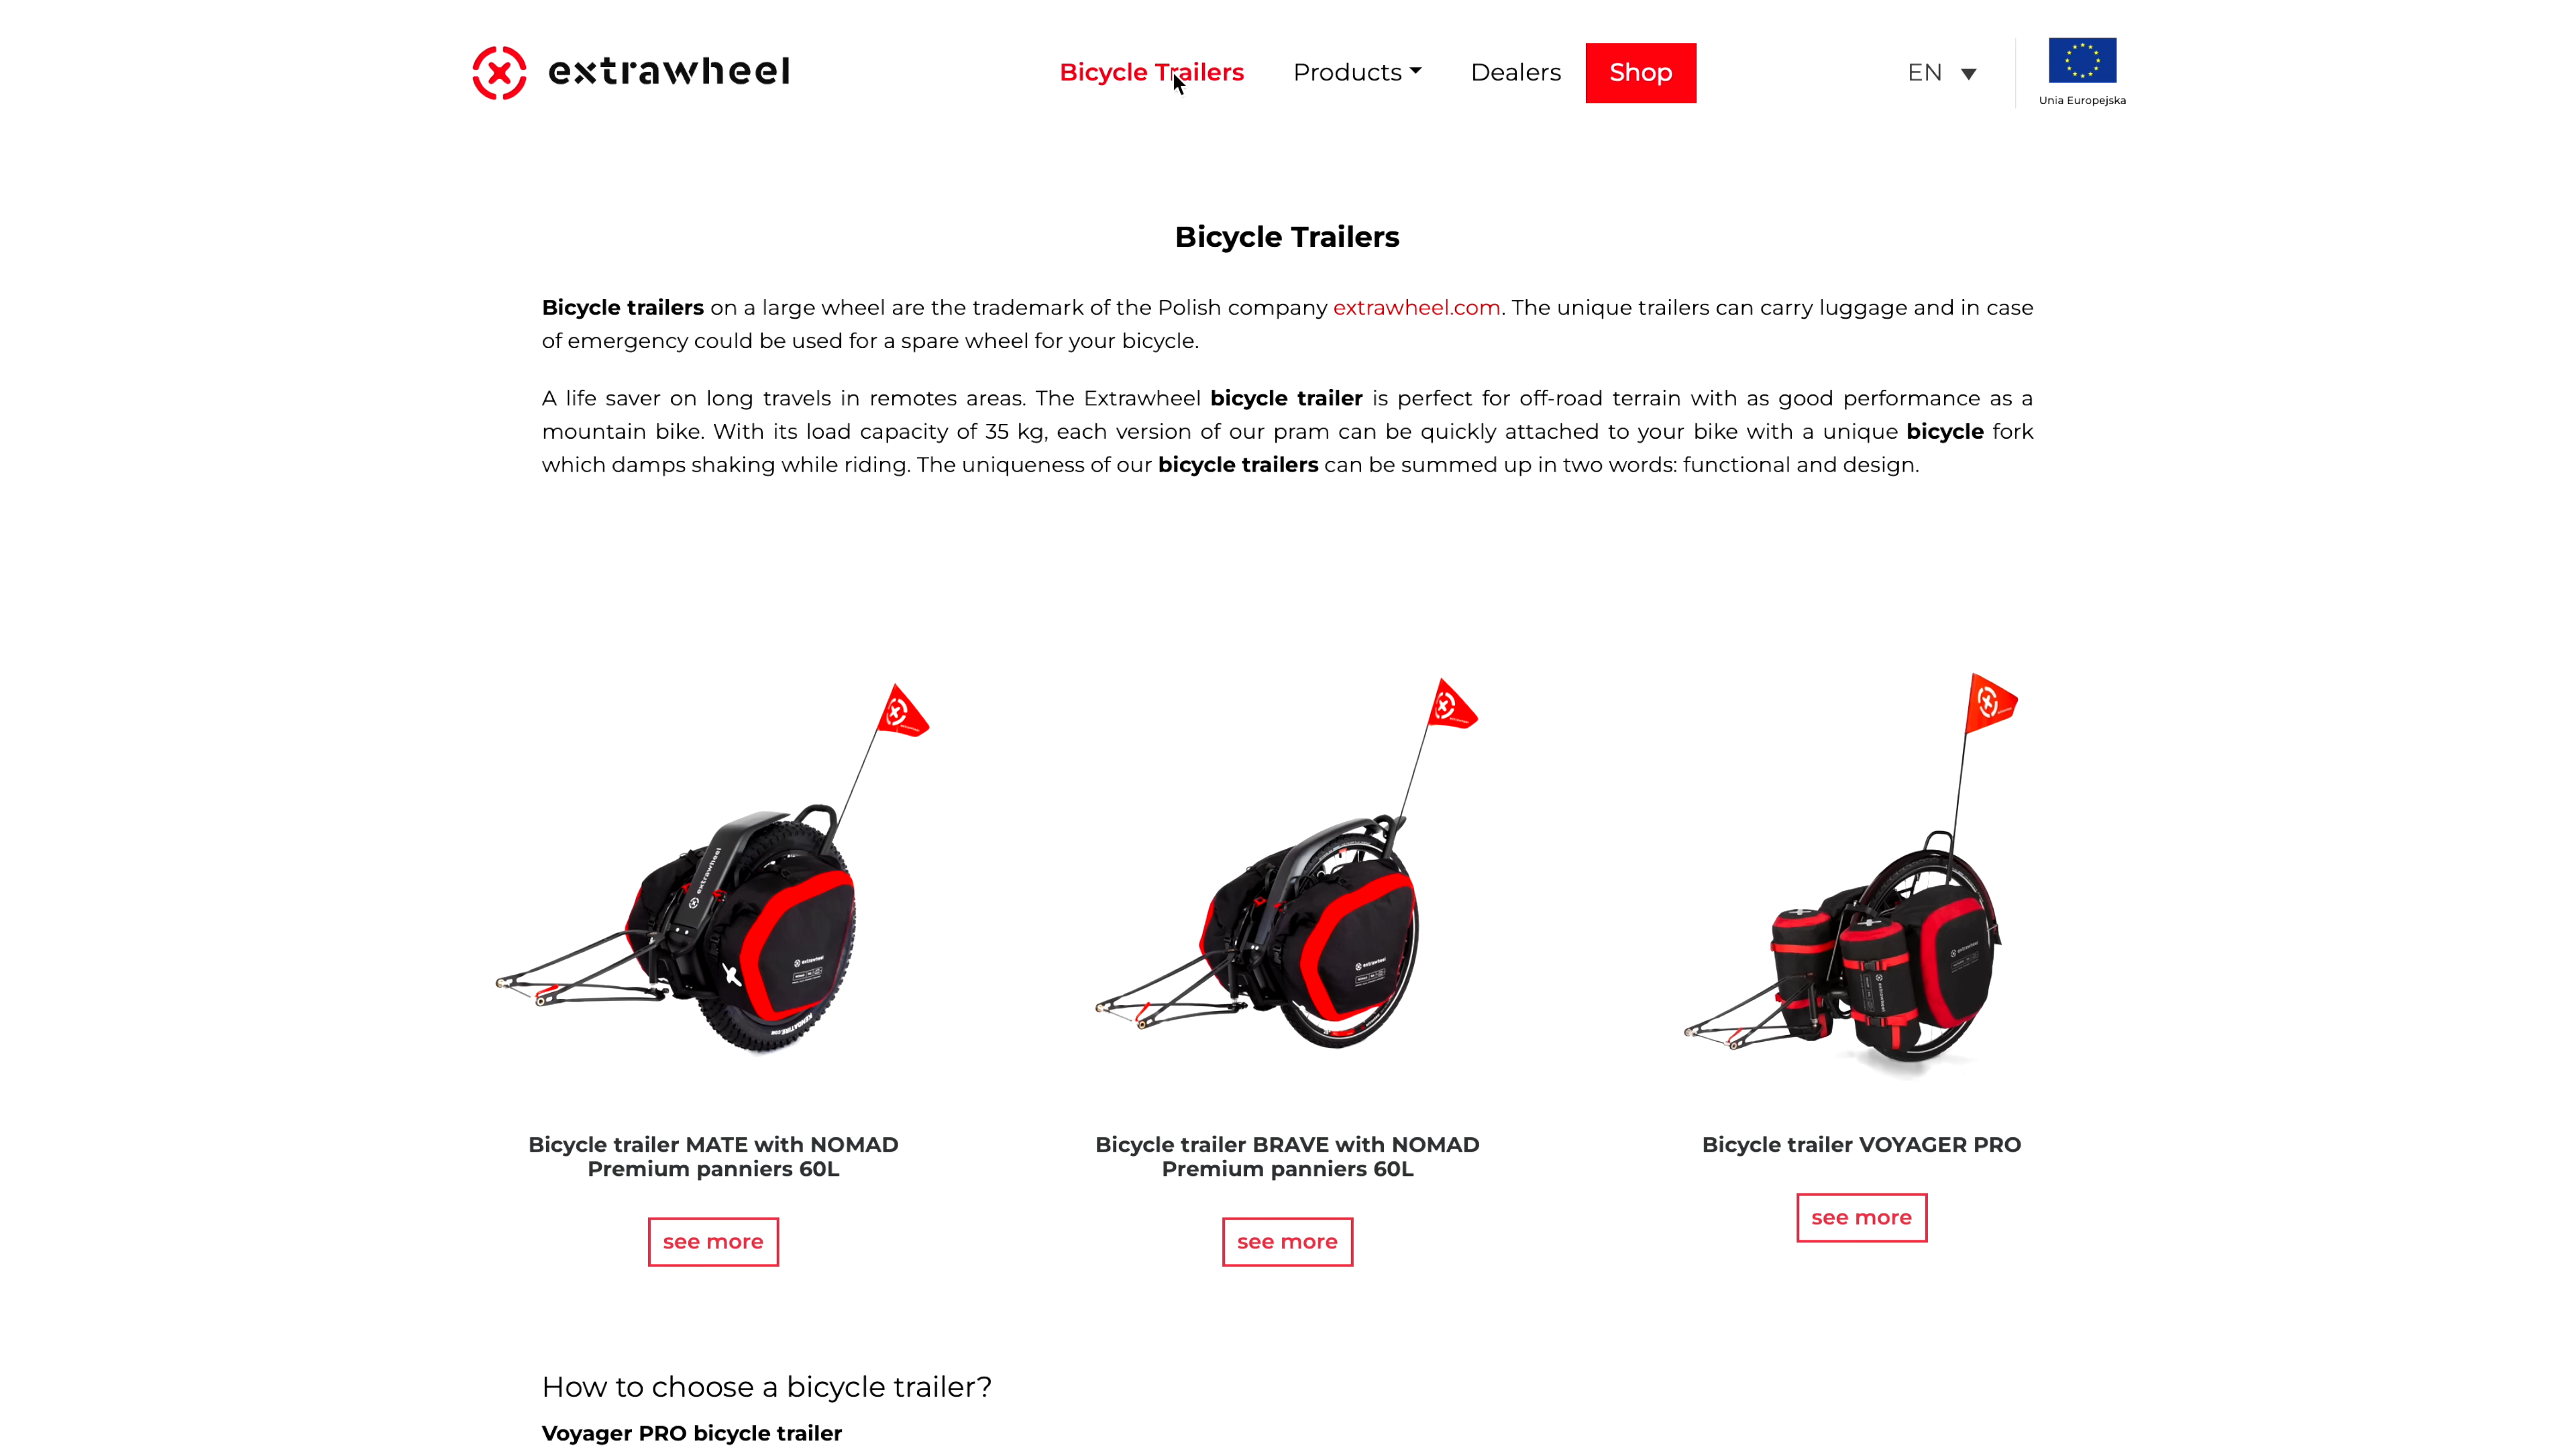 extrawheel
Bicycle Trailers
Products
Dealers
Shop
EN
Unia Europejska
Bicycle Trailers
Bicycle trailers on a large wheel are the trademark of the Polish company extrawheel.com. The unique trailers can carry luggage and in case
of emergency could be used for a spare wheel for your bicycle.
A life saver on long travels in remotes areas. The Extrawheel bicycle trailer is perfect for off-road terrain with as good performance as a
mountain bike. With its load capacity of 35 kg, each version of our pram can be quickly attached to your bike with a unique bicycle fork
which damps shaking while riding. The uniqueness of our bicycle trailers can be summed up in two words: functional and design.
extrawheel
extrawheel
KENDATIRE.COM
extrawheel
extrawheel
extrawheel
Bicycle trailer MATE with NOMAD
Premium panniers 60L
see more
Bicycle trailer BRAVE with NOMAD
Premium panniers 60L
see more
Bicycle trailer VOYAGER PRO
see more
How to choose a bicycle trailer?
Voyager PRO bicycle trailer